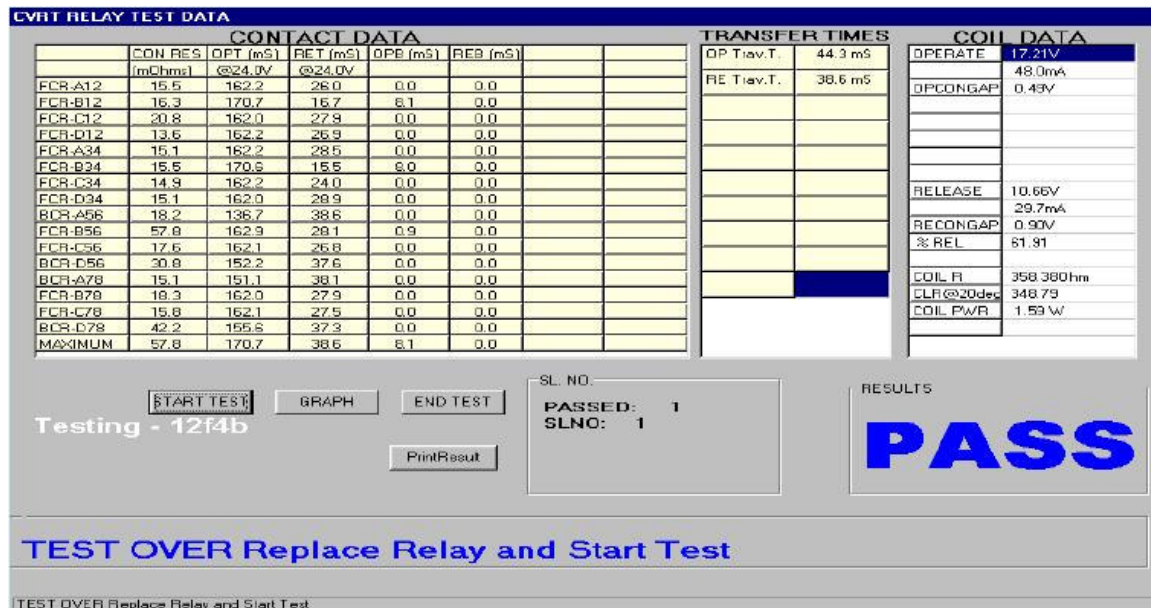 CVRT RELAY TEST DATA
CONTACT DATA
CON RES OPT (mS) RET (mS) OPB (mS) REB (mS)
(mOhms) @24.0V @24.0V
FCR-A12 15.5 162.2 26.0 0.0 0.0
FCR-B12 16.3 170.7 16.7 8.1 0.0
FCR-C12 20.8 162.0 27.9 0.0 0.0
FCR-D12 13.6 162.2 26.9 0.0 0.0
FCR-A34 15.1 162.2 28.5 0.0 0.0
FCR-B34 15.5 170.6 15.5 8.0 0.0
FCR-C34 14.9 162.2 24.0 0.0 0.0
FCR-D34 15.1 162.0 28.9 0.0 0.0
BCR-A56 18.2 136.7 38.6 0.0 0.0
FCR-B56 57.8 162.9 28.1 0.9 0.0
FCR-C56 17.6 162.1 26.8 0.0 0.0
BCR-D56 30.8 152.2 37.6 0.0 0.0
BCR-A78 15.1 151.1 38.1 0.0 0.0
FCR-B78 18.3 162.0 27.9 0.0 0.0
FCR-C78 15.8 162.1 27.5 0.0 0.0
BCR-D78 42.2 155.6 37.3 0.0 0.0
MAXIMUM 57.8 170.7 38.6 8.1 0.0
TRANSFER TIMES
OP Trav.T. 44.3 mS
RE Trav.T. 38.6 mS
COIL DATA
OPERATE 17.21V
48.0mA
OPCONGAP 0.49V
RELEASE 10.66V
29.7mA
RECONGAP 0.90V
% REL 61.91
COIL R 358.38Ohm
CLR@20deg 348.79
COIL PWR 1.59 W
START TEST GRAPH END TEST
Testing - 12f4b
PrintResult
SL. NO.
PASSED: 1
SLNO: 1
RESULTS
PASS
TEST OVER Replace Relay and Start Test
TEST OVER Replace Relay and Start Test